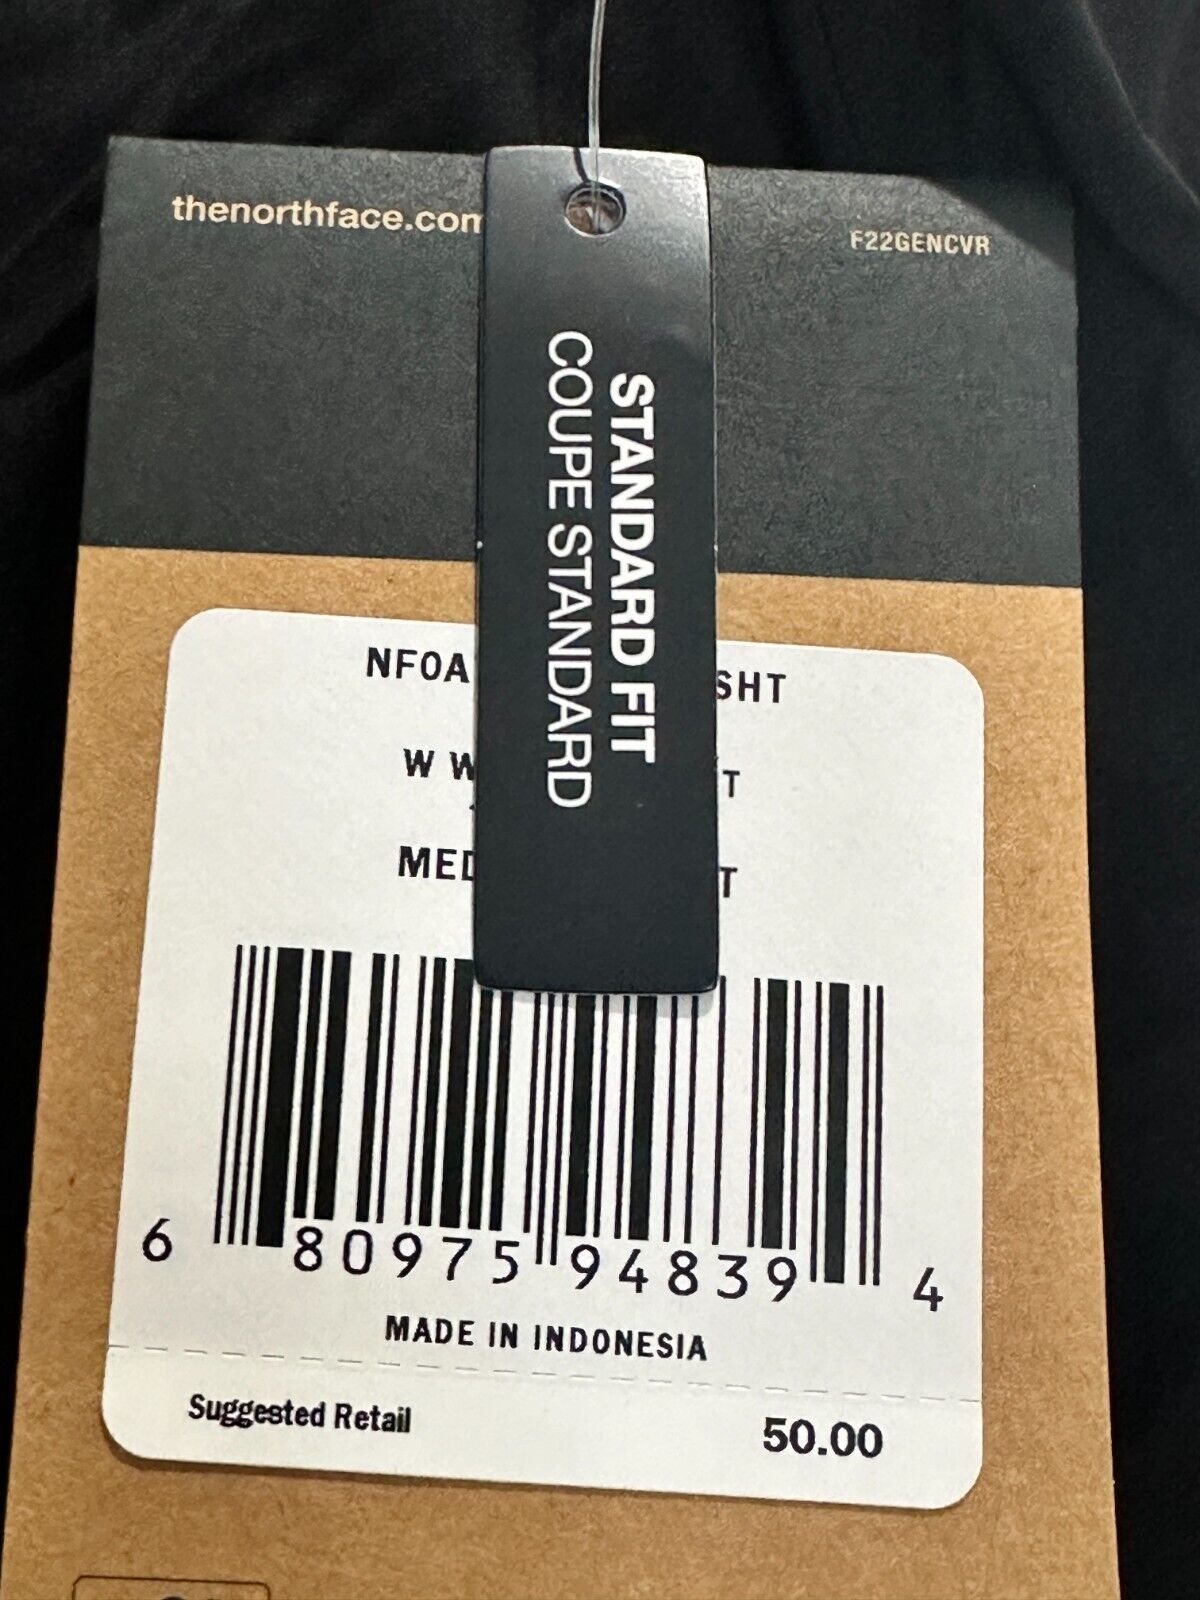 thenorthface.com
F22GENCVR
STANDARD FIT
COUPE STANDARD
NF0A SHT
W
MED
6 80975 94839 4
MADE IN INDONESIA
Suggested Retail 50.00